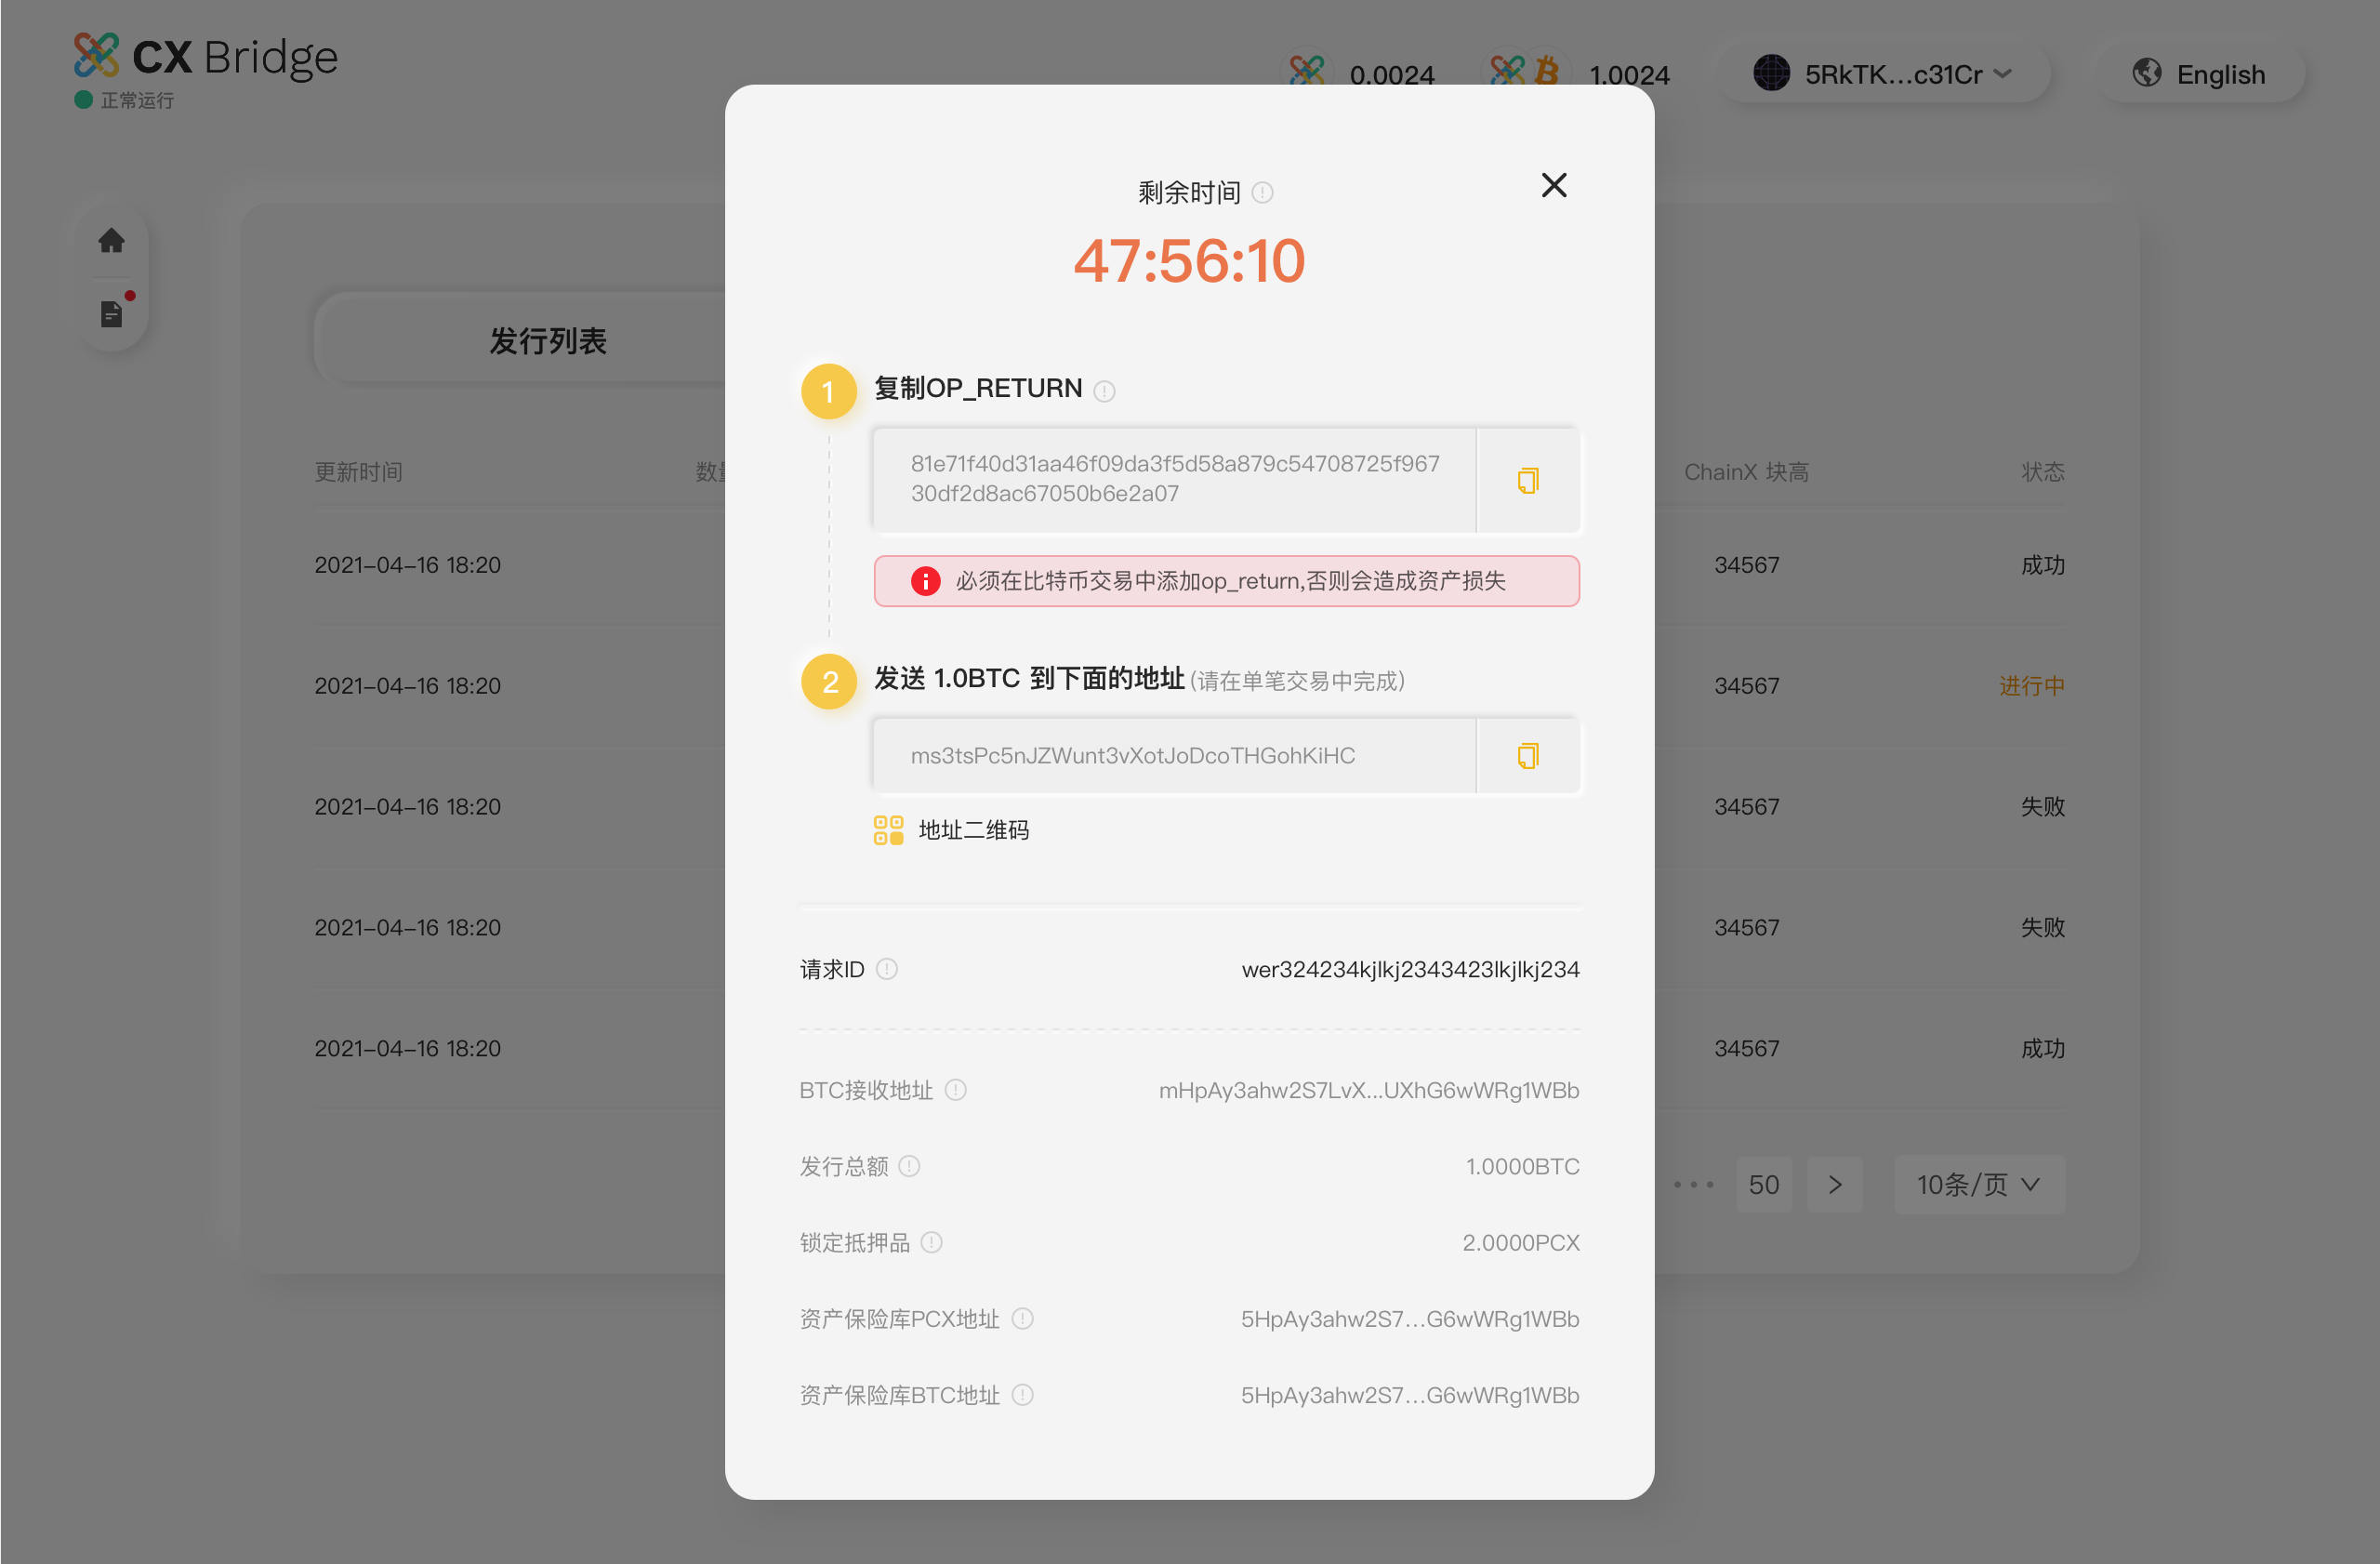 CX Bridge
正常运行
0.0024
1.0024
5RkTK...c31Cr
English
发行列表
更新时间
ChainX 块高
状态
2021-04-16 18:20
34567
成功
2021-04-16 18:20
34567
进行中
2021-04-16 18:20
34567
失败
2021-04-16 18:20
34567
失败
2021-04-16 18:20
34567
成功
50
10条/页
剩余时间
47:56:10
1
复制OP_RETURN
81e71f40d31aa46f09da3f5d58a879c54708725f967
30df2d8ac67050b6e2a07
必须在比特币交易中添加op_return,否则会造成资产损失
2
发送 1.0BTC 到下面的地址(请在单笔交易中完成)
ms3tsPc5nJZWunt3vXotJoDcoTHGohKiHC
地址二维码
请求ID
wer324234kjlkj2343423lkjlkj234
BTC接收地址
mHpAy3ahw2S7LvX...UXhG6wWRg1WBb
发行总额
1.0000BTC
锁定抵押品
2.0000PCX
资产保险库PCX地址
5HpAy3ahw2S7...G6wWRg1WBb
资产保险库BTC地址
5HpAy3ahw2S7...G6wWRg1WBb